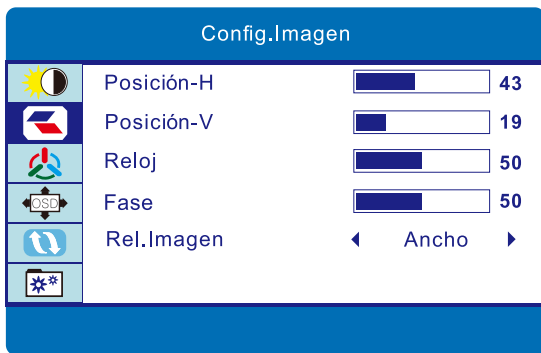 Config.Imagen
Posición-H 43
Posición-V 19
Reloj 50
OSD Fase 50
Rel.Imagen Ancho